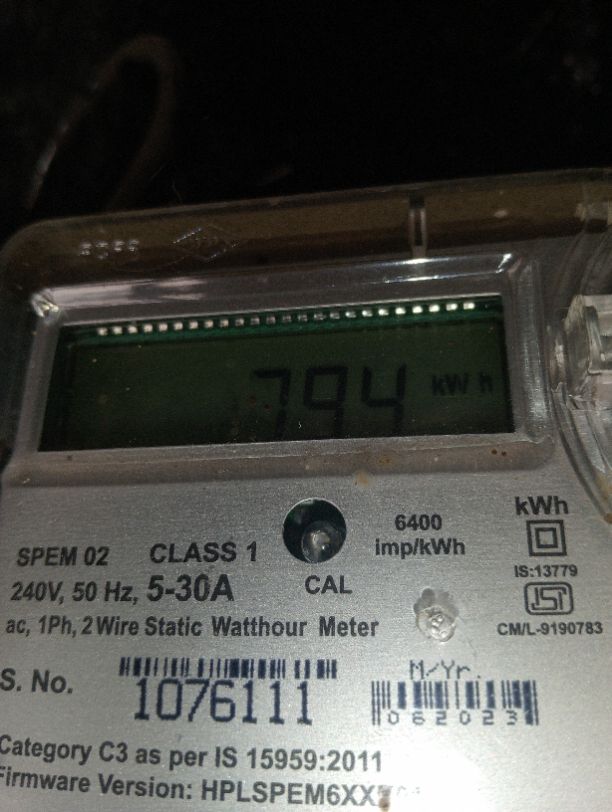 794 kW h
6400
imp/kWh
kWh
SPEM 02 CLASS 1
240V, 50 Hz, 5-30A
CAL
IS:13779
ISI
ac, 1Ph, 2 Wire Static Watthour Meter
CM/L-9190783
S. No.
1076111
M/Yr.
062023
Category C3 as per IS 15959:2011
Firmware Version: HPLSPEM6XX